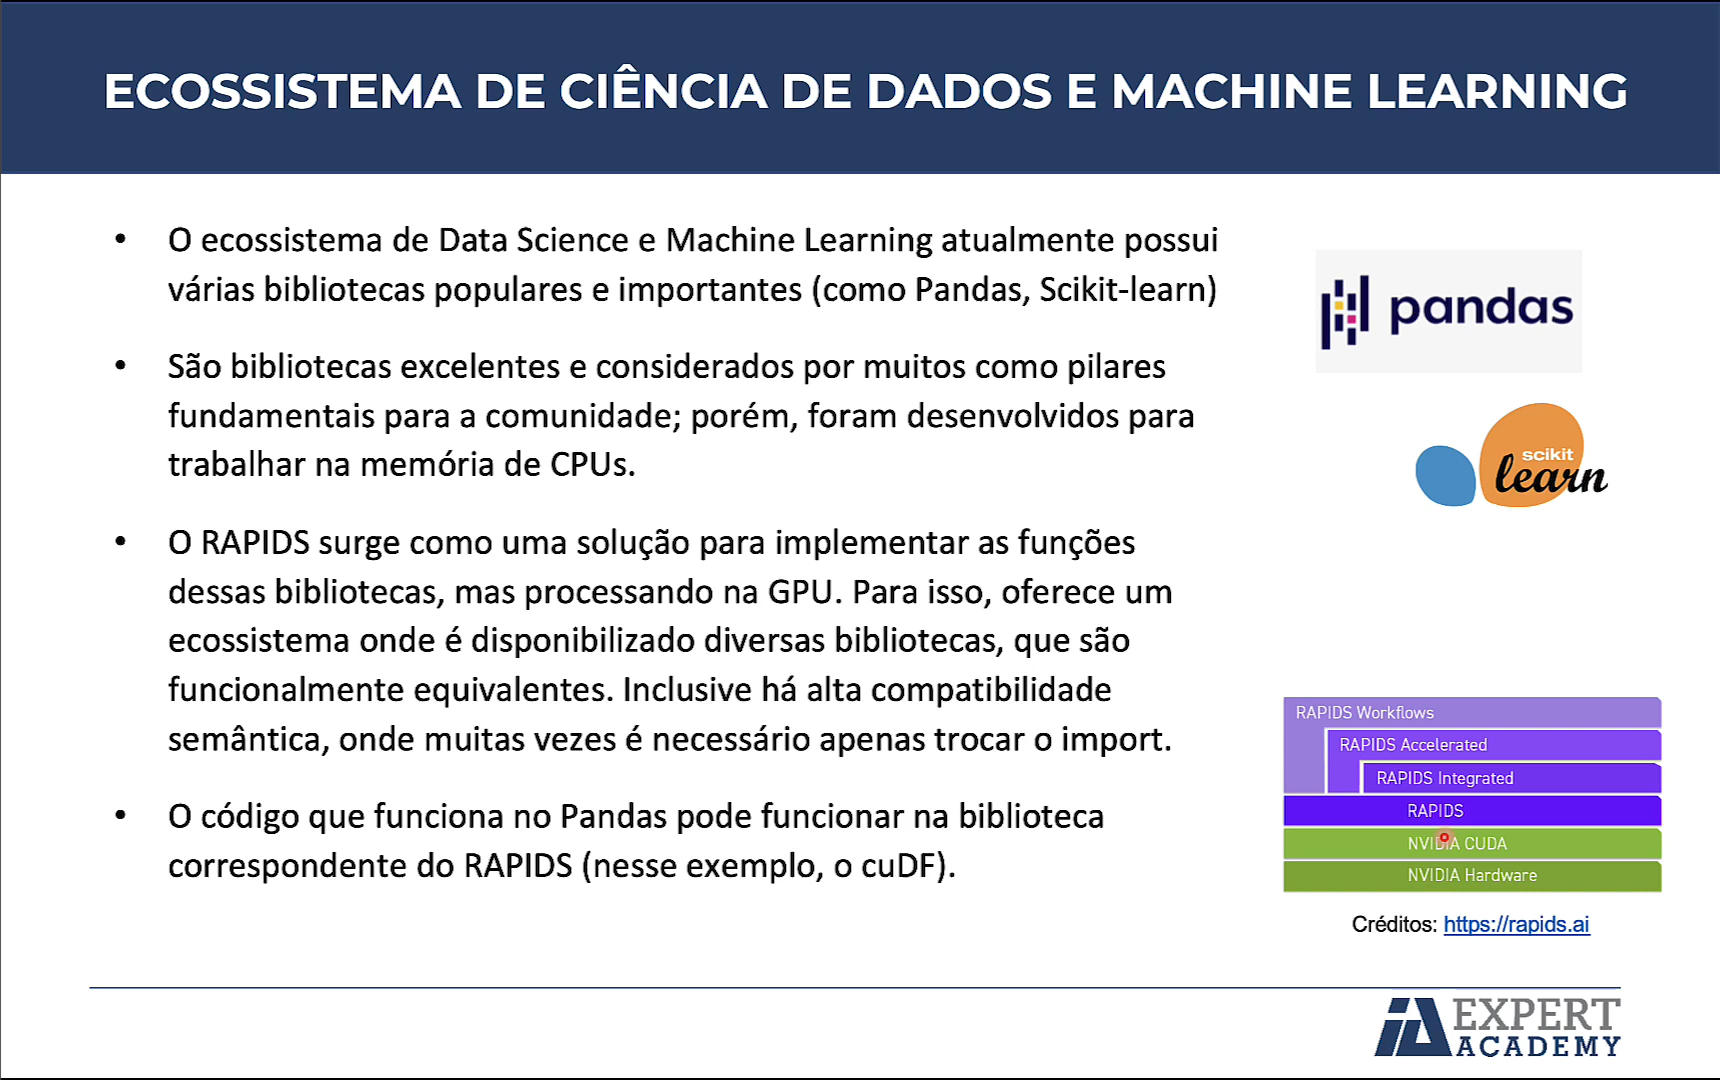 ECOSSISTEMA DE CIÊNCIA DE DADOS E MACHINE LEARNING
• O ecossistema de Data Science e Machine Learning atualmente possui
várias bibliotecas populares e importantes (como Pandas, Scikit-learn)
• São bibliotecas excelentes e considerados por muitos como pilares
fundamentais para a comunidade; porém, foram desenvolvidos para
trabalhar na memória de CPUs.
• O RAPIDS surge como uma solução para implementar as funções
dessas bibliotecas, mas processando na GPU. Para isso, oferece um
ecossistema onde é disponibilizado diversas bibliotecas, que são
funcionalmente equivalentes. Inclusive há alta compatibilidade
semântica, onde muitas vezes é necessário apenas trocar o import.
• O código que funciona no Pandas pode funcionar na biblioteca
correspondente do RAPIDS (nesse exemplo, o cuDF).
pandas
scikit
learn
RAPIDS Workflows
RAPIDS Accelerated
RAPIDS Integrated
RAPIDS
NVIDIA CUDA
NVIDIA Hardware
Créditos: https://rapids.ai
IA EXPERT
ACADEMY